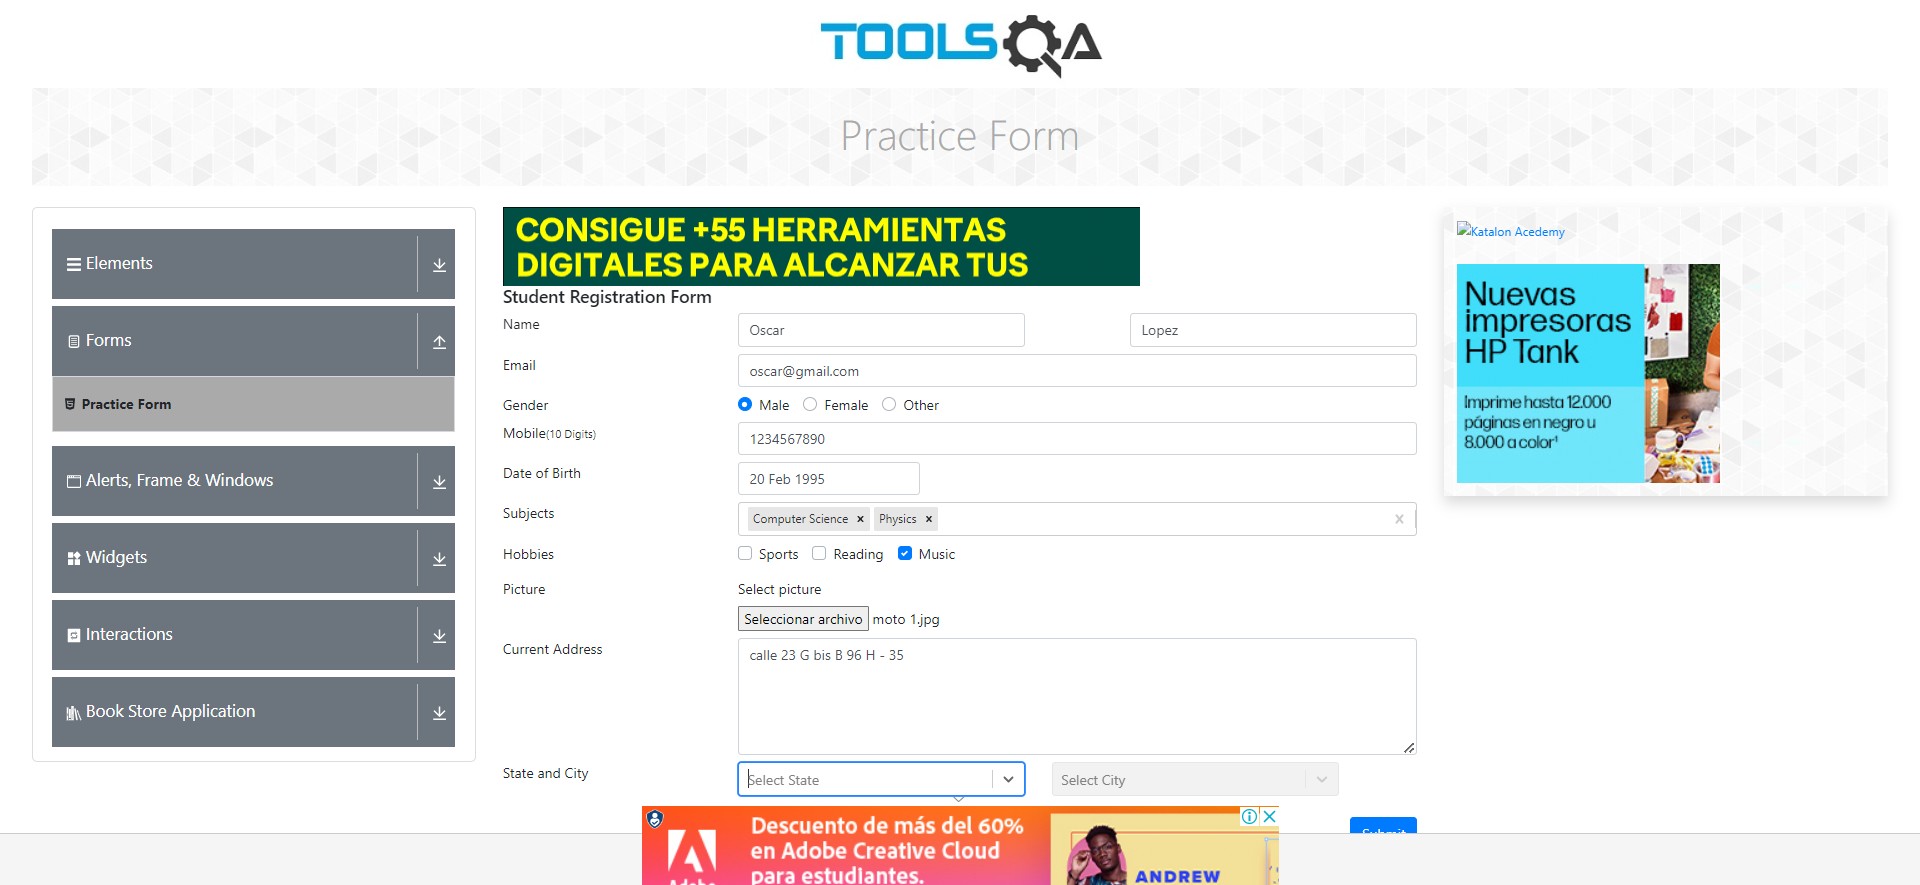 TOOLSQA
Practice Form
Elements
Forms
Practice Form
Alerts, Frame & Windows
Widgets
Interactions
Book Store Application
CONSIGUE +55 HERRAMIENTAS
DIGITALES PARA ALCANZAR TUS
Student Registration Form
Name
Oscar
Lopez
Email
oscar@gmail.com
Gender
Male
Female
Other
Mobile(10 Digits)
1234567890
Date of Birth
20 Feb 1995
Subjects
Computer Science x
Physics x
Hobbies
Sports
Reading
Music
Picture
Select picture
Seleccionar archivo moto 1.jpg
Current Address
calle 23 G bis B 96 H - 35
State and City
Select State
Select City
Submit
Katalon Acedemy
Nuevas
impresoras
HP Tank
Imprime hasta 12.000
páginas en negro u
8.000 a color¹
Adobe
Descuento de más del 60%
en Adobe Creative Cloud
para estudiantes.
ANDREW